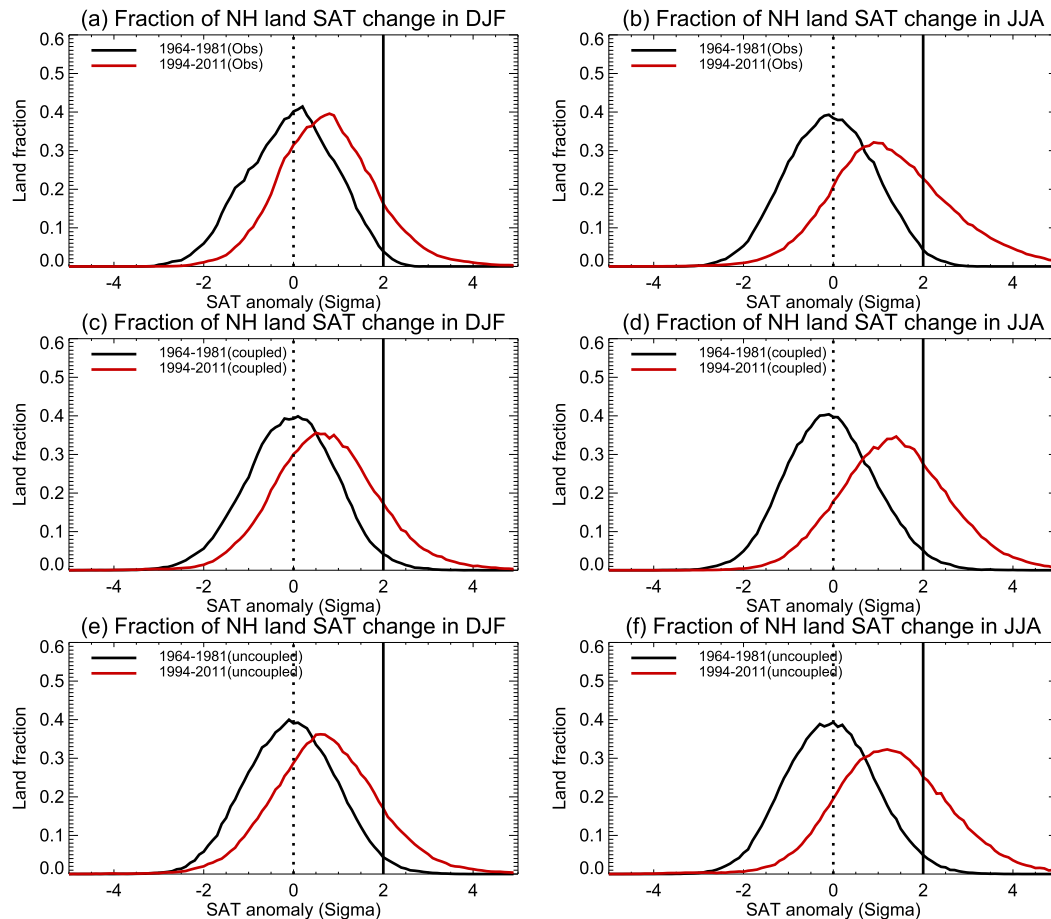 (a) Fraction of NH land SAT change in DJF
0.6
0.5
0.4
0.3
0.2
0.1
0.0
Land fraction
1964-1981(Obs)
1994-2011(Obs)
-4 -2 0 2 4
SAT anomaly (Sigma)
(b) Fraction of NH land SAT change in JJA
0.6
0.5
0.4
0.3
0.2
0.1
0.0
Land fraction
1964-1981(Obs)
1994-2011(Obs)
-4 -2 0 2 4
SAT anomaly (Sigma)
(c) Fraction of NH land SAT change in DJF
0.6
0.5
0.4
0.3
0.2
0.1
0.0
Land fraction
1964-1981(coupled)
1994-2011(coupled)
-4 -2 0 2 4
SAT anomaly (Sigma)
(d) Fraction of NH land SAT change in JJA
0.6
0.5
0.4
0.3
0.2
0.1
0.0
Land fraction
1964-1981(coupled)
1994-2011(coupled)
-4 -2 0 2 4
SAT anomaly (Sigma)
(e) Fraction of NH land SAT change in DJF
0.6
0.5
0.4
0.3
0.2
0.1
0.0
Land fraction
1964-1981(uncoupled)
1994-2011(uncoupled)
-4 -2 0 2 4
SAT anomaly (Sigma)
(f) Fraction of NH land SAT change in JJA
0.6
0.5
0.4
0.3
0.2
0.1
0.0
Land fraction
1964-1981(uncoupled)
1994-2011(uncoupled)
-4 -2 0 2 4
SAT anomaly (Sigma)